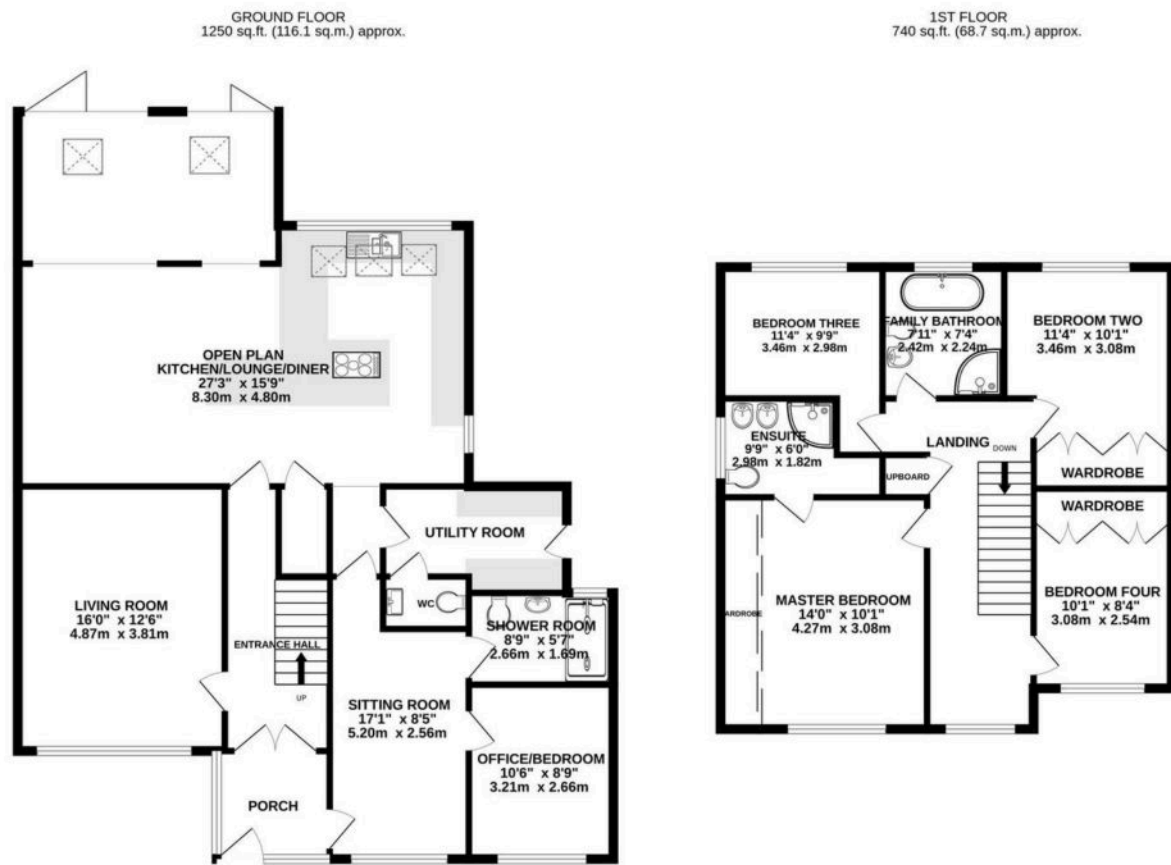 GROUND FLOOR
1250 sq.ft. (116.1 sq.m.) approx.
OPEN PLAN
KITCHEN/LOUNGE/DINER
27'3" x 15'9"
8.30m x 4.80m
UTILITY ROOM
WC
LIVING ROOM
16'0" x 12'6"
4.87m x 3.81m
ENTRANCE HALL
UP
SHOWER ROOM
8'9" x 5'7"
2.66m x 1.69m
SITTING ROOM
17'1" x 8'5"
5.20m x 2.56m
OFFICE/BEDROOM
10'6" x 8'9"
3.21m x 2.66m
PORCH
1ST FLOOR
740 sq.ft. (68.7 sq.m.) approx.
BEDROOM THREE
11'4" x 9'9"
3.46m x 2.98m
FAMILY BATHROOM
7'11" x 7'4"
2.42m x 2.24m
BEDROOM TWO
11'4" x 10'1"
3.46m x 3.08m
ENSUITE
9'9" x 6'0"
2.98m x 1.82m
LANDING
DOWN
UPBOARD
WARDROBE
WARDROBE
MASTER BEDROOM
14'0" x 10'1"
4.27m x 3.08m
ARDROBE
BEDROOM FOUR
10'1" x 8'4"
3.08m x 2.54m